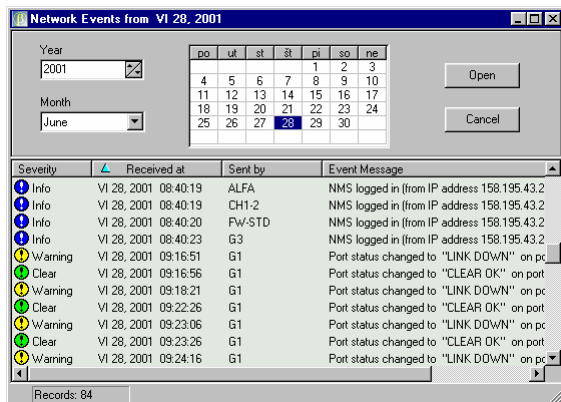 Network Events from VI 28, 2001
Year
2001
Month
June
po ut st št pi so ne
1 2 3
4 5 6 7 8 9 10
11 12 13 14 15 16 17
18 19 20 21 22 23 24
25 26 27 28 29 30
Open
Cancel
Severity Received at Sent by Event Message
Info VI 28, 2001 08:40:19 ALFA NMS logged in (from IP address 158.195.43.2
Info VI 28, 2001 08:40:19 CH1-2 NMS logged in (from IP address 158.195.43.2
Info VI 28, 2001 08:40:20 FW-STD NMS logged in (from IP address 158.195.43.2
Info VI 28, 2001 08:40:23 G3 NMS logged in (from IP address 158.195.43.2
Warning VI 28, 2001 09:16:51 G1 Port status changed to "LINK DOWN" on po
Clear VI 28, 2001 09:16:56 G1 Port status changed to "CLEAR OK" on port
Warning VI 28, 2001 09:18:21 G1 Port status changed to "LINK DOWN" on po
Clear VI 28, 2001 09:22:26 G1 Port status changed to "CLEAR OK" on port
Warning VI 28, 2001 09:23:06 G1 Port status changed to "LINK DOWN" on po
Clear VI 28, 2001 09:23:26 G1 Port status changed to "CLEAR OK" on port
Warning VI 28, 2001 09:24:16 G1 Port status changed to "LINK DOWN" on po
Records: 84